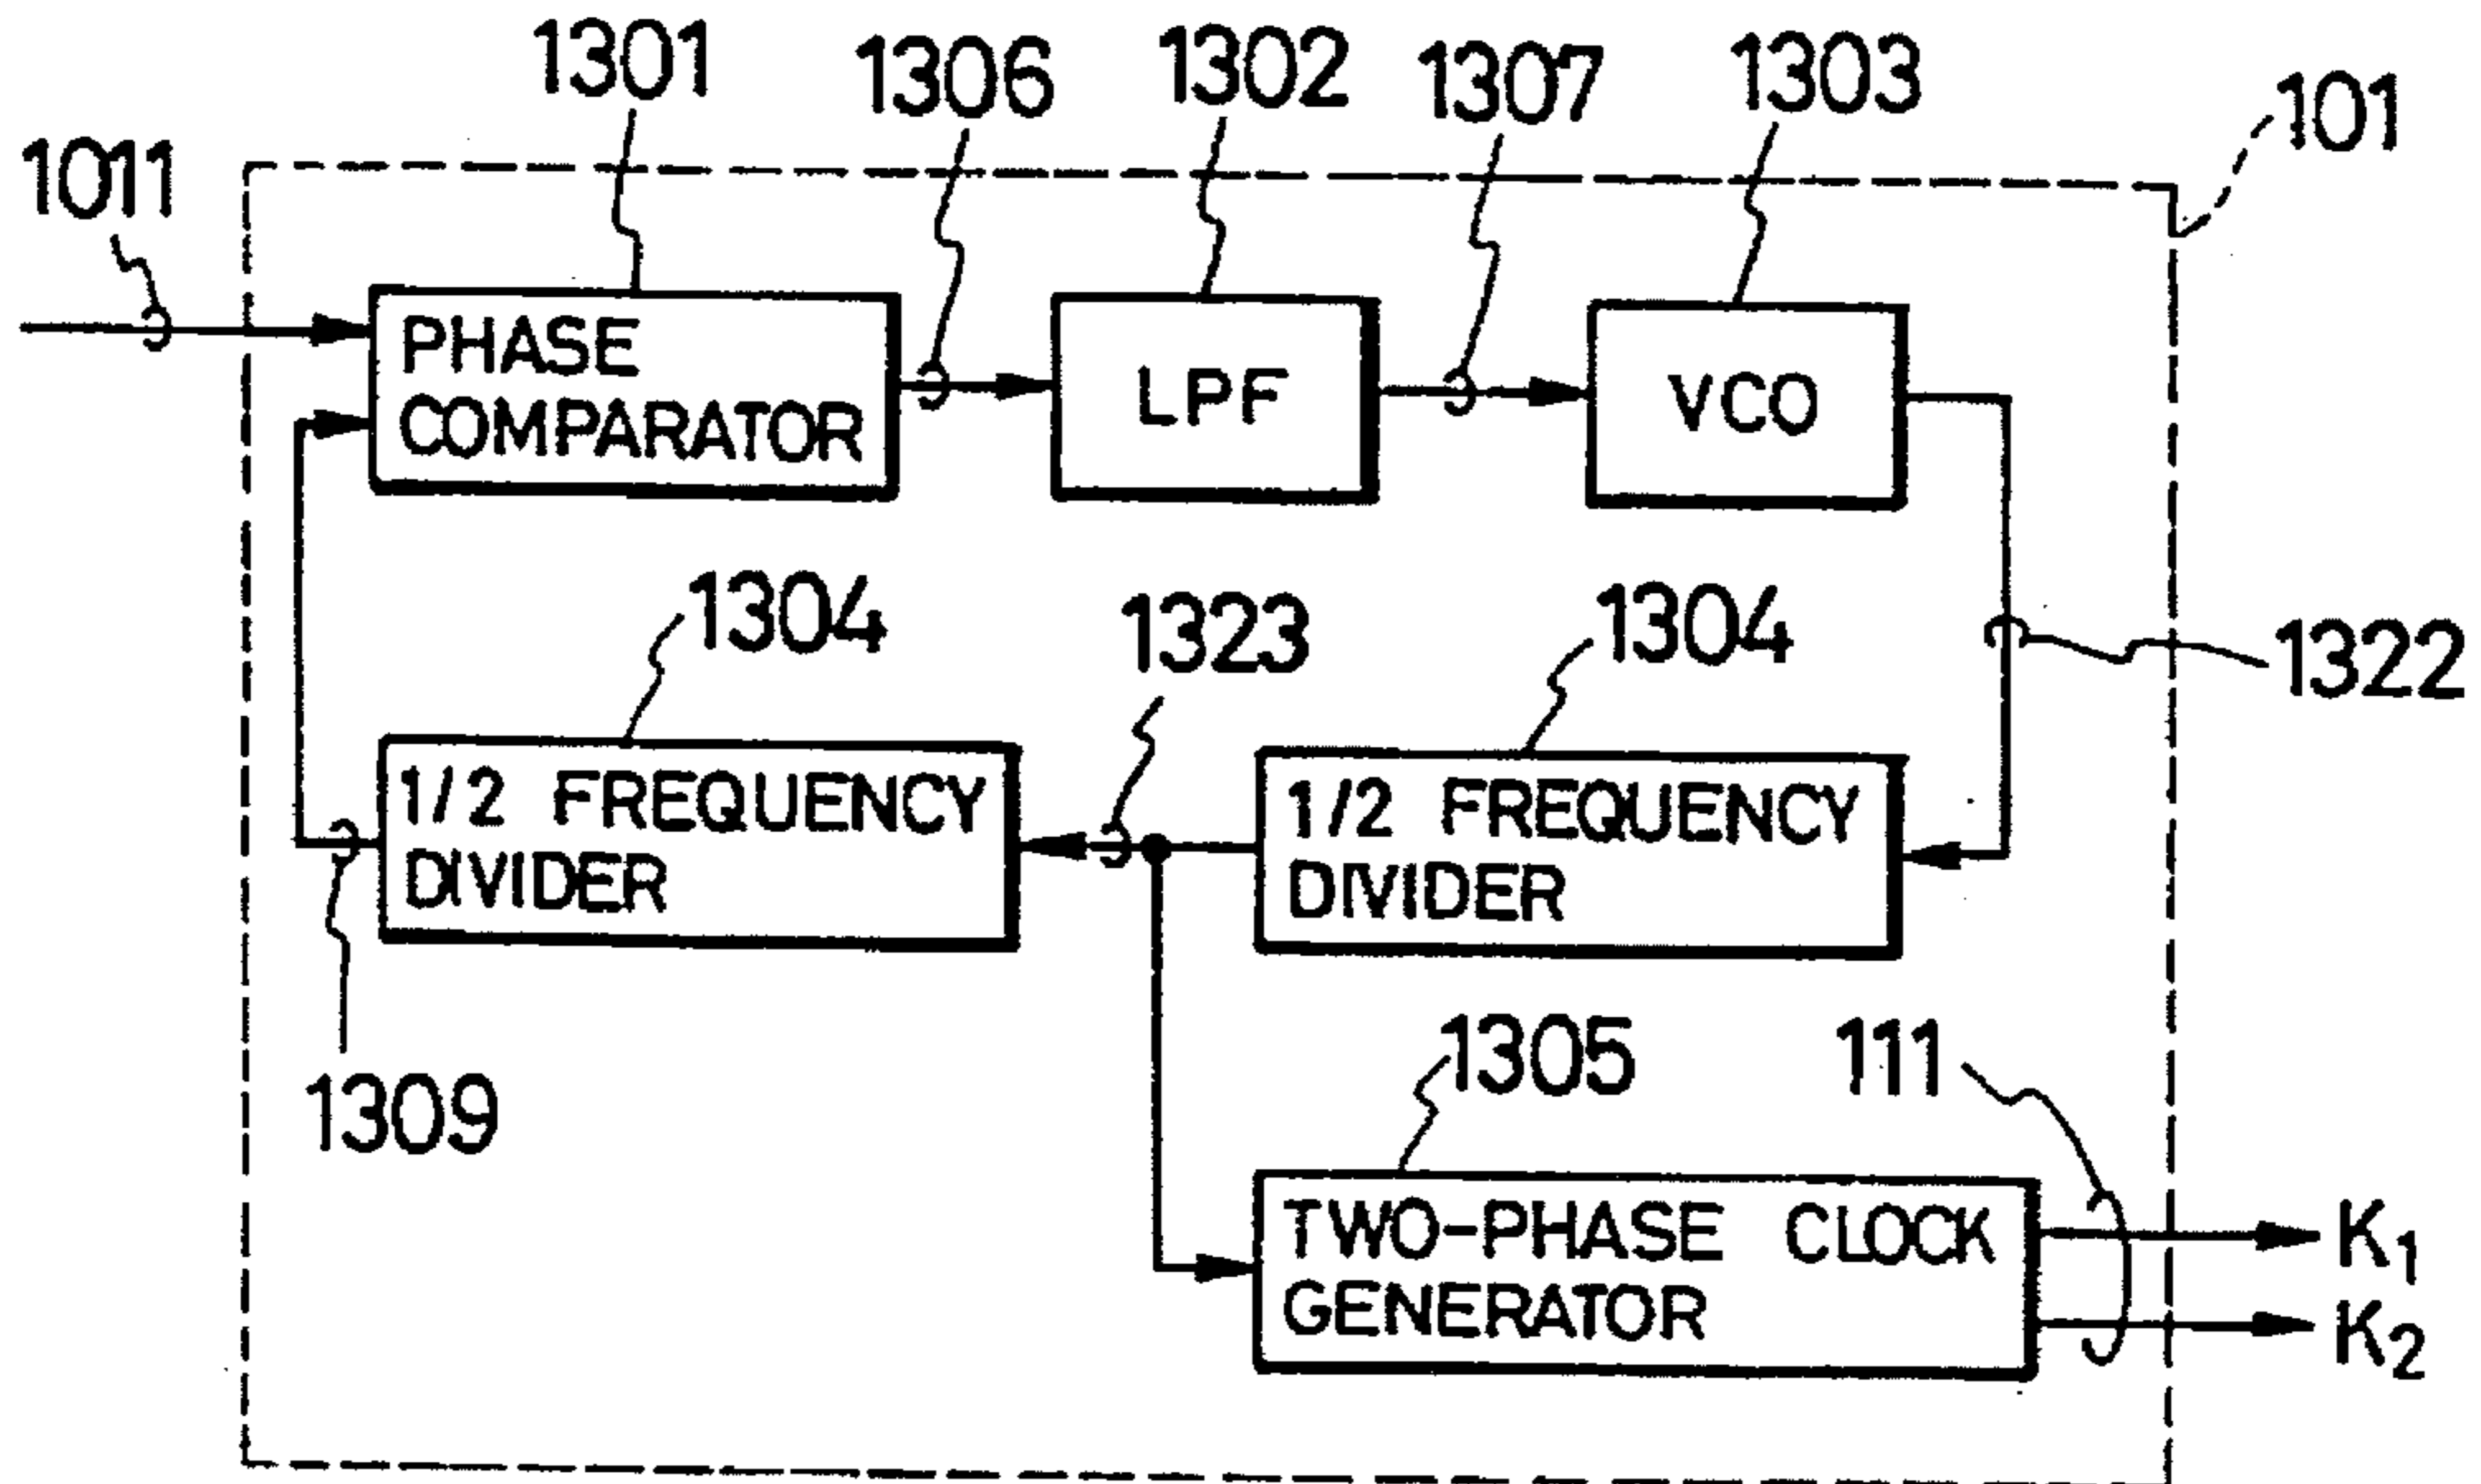 1301
1306
1302
1307
1303
101
1011
PHASE
COMPARATOR
LPF
VCO
1304
1323
1304
1322
1/2 FREQUENCY
DIVIDER
1/2 FREQUENCY
DIVIDER
1309
1305
111
TWO-PHASE CLOCK
GENERATOR
K1
K2